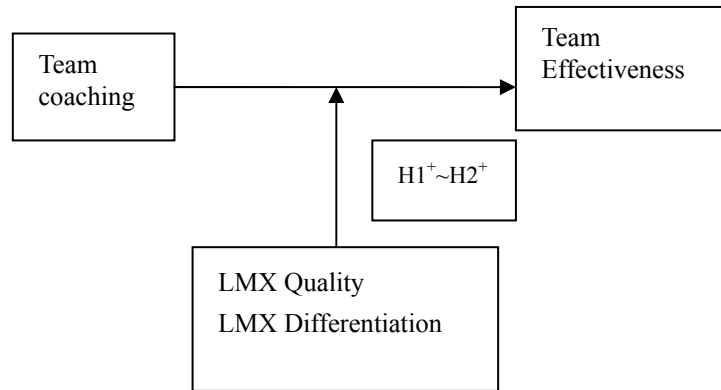 Team
coaching
Team
Effectiveness
H1⁺~H2⁺
LMX Quality
LMX Differentiation